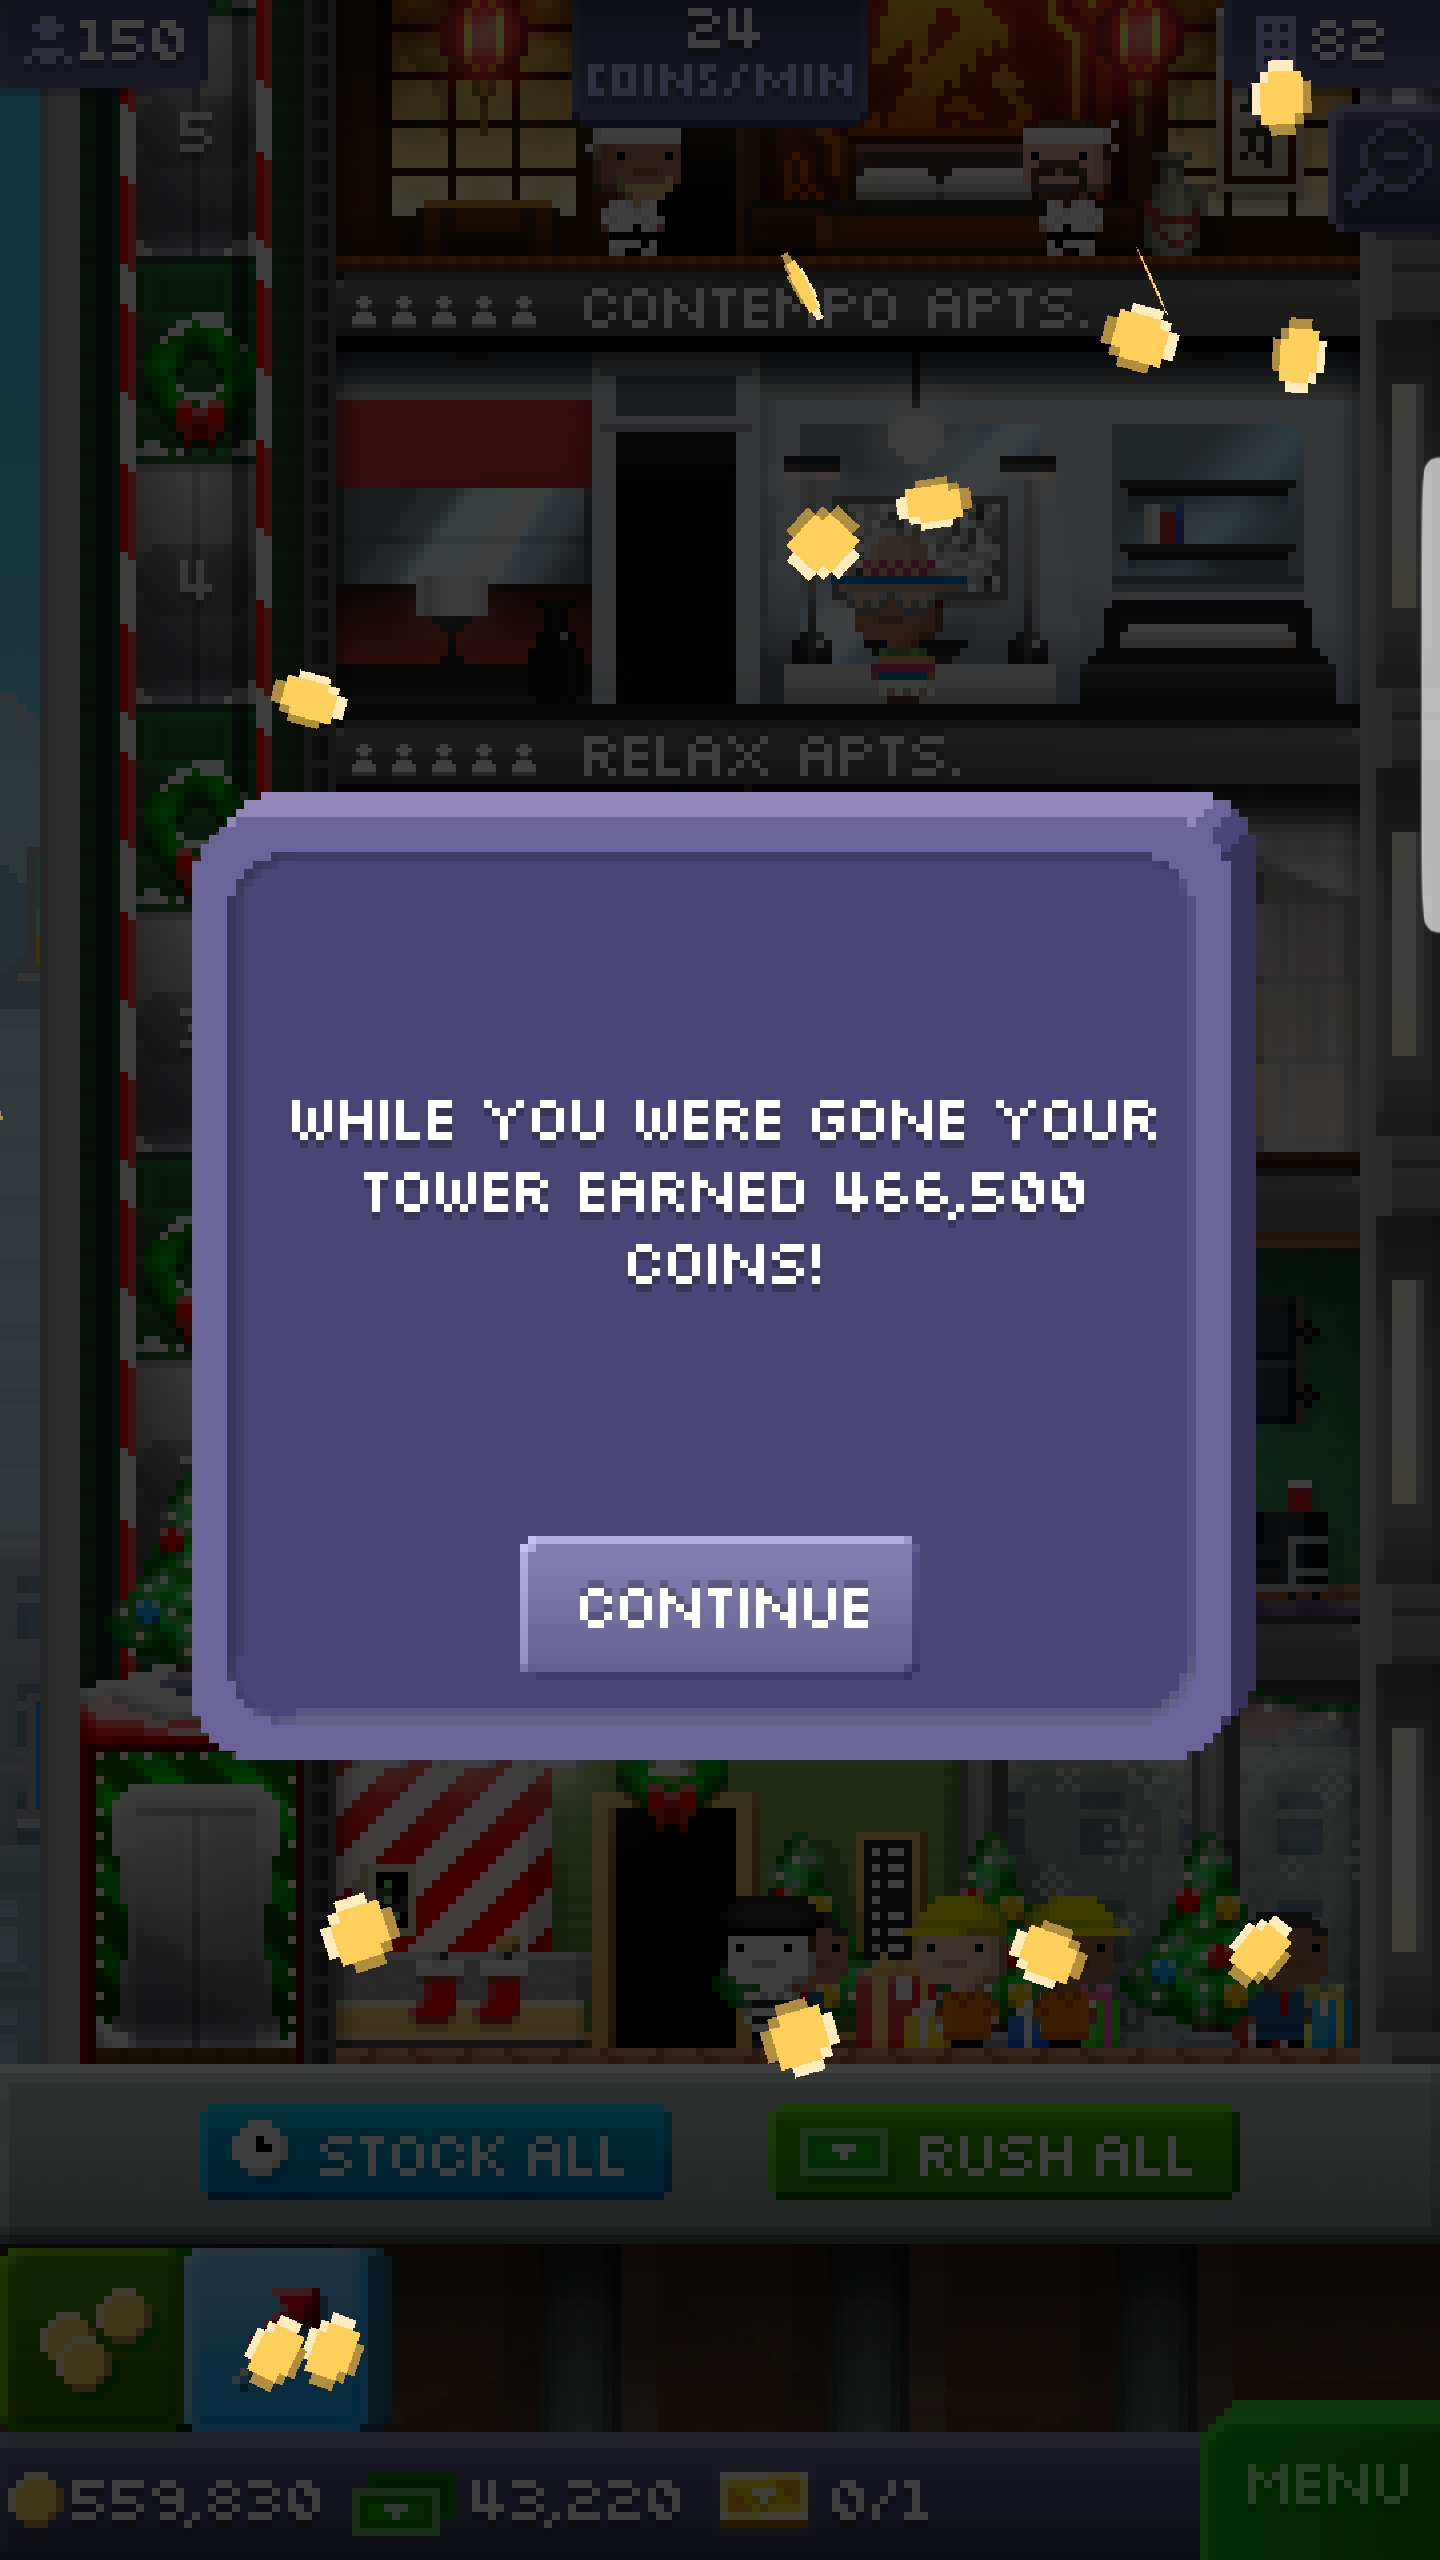 150
24
COINS/MIN
82
5
CONTEMPO APTS.
4
RELAX APTS.
WHILE YOU WERE GONE YOUR
TOWER EARNED 466,500
COINS!
CONTINUE
STOCK ALL
RUSH ALL
559,830
43,220
0/1
MENU